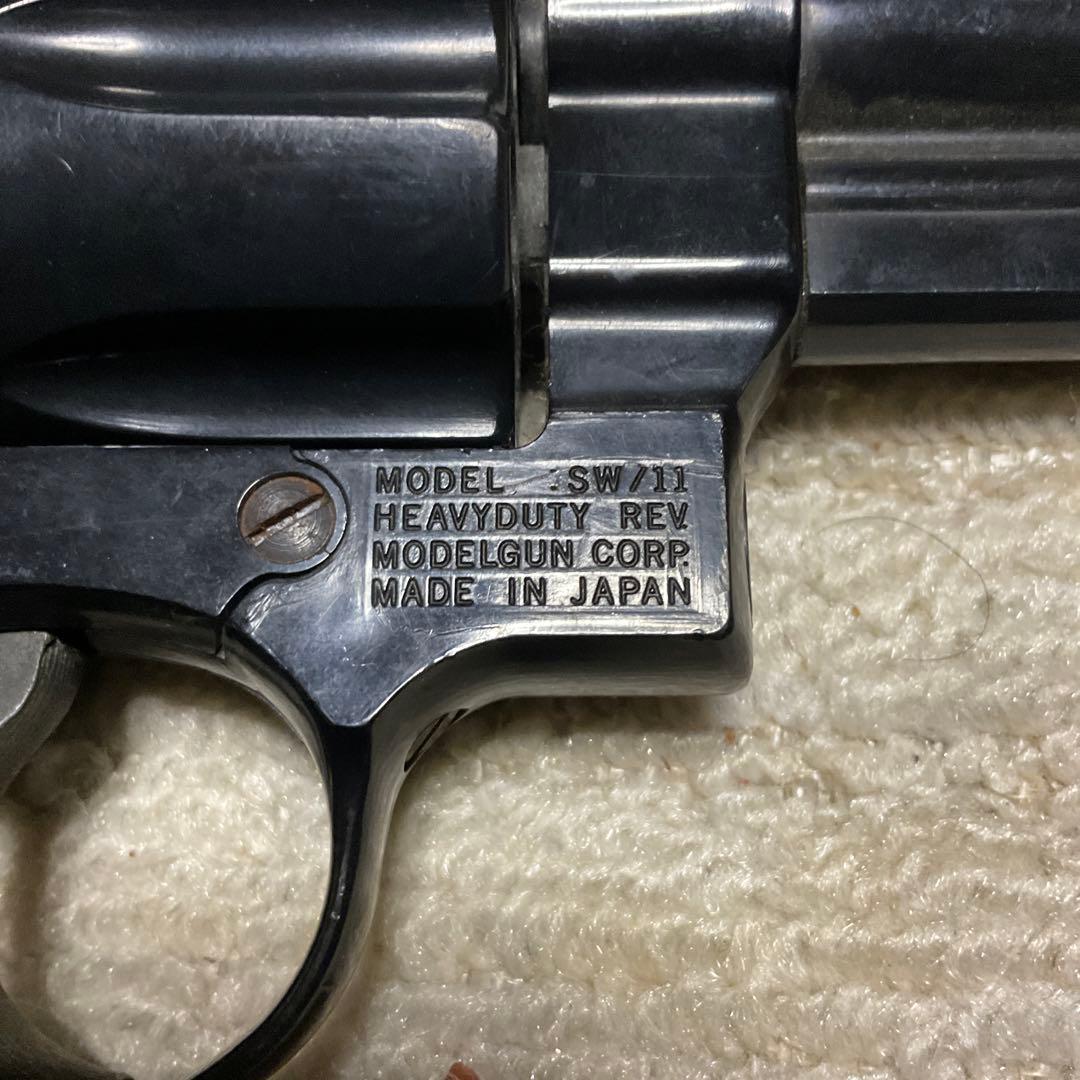 MODEL :SW/11
HEAVYDUTY REV.
MODELGUN CORP.
MADE IN JAPAN